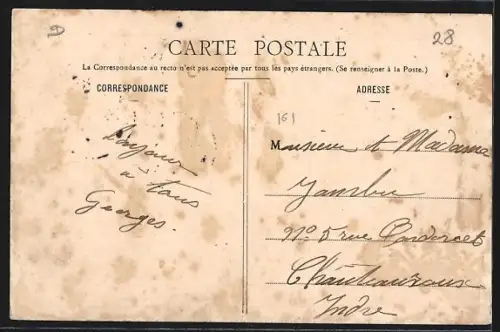 D
28
CARTE POSTALE
La Correspondance au recto n'est pas acceptée par tous les pays étrangers. (Se renseigner à la Poste.)
CORRESPONDANCE
ADRESSE
161
Bonjour
à tous
Georges.
Monsieur et Madame
n° 5 rue Condorcet
Châteauroux
Indre